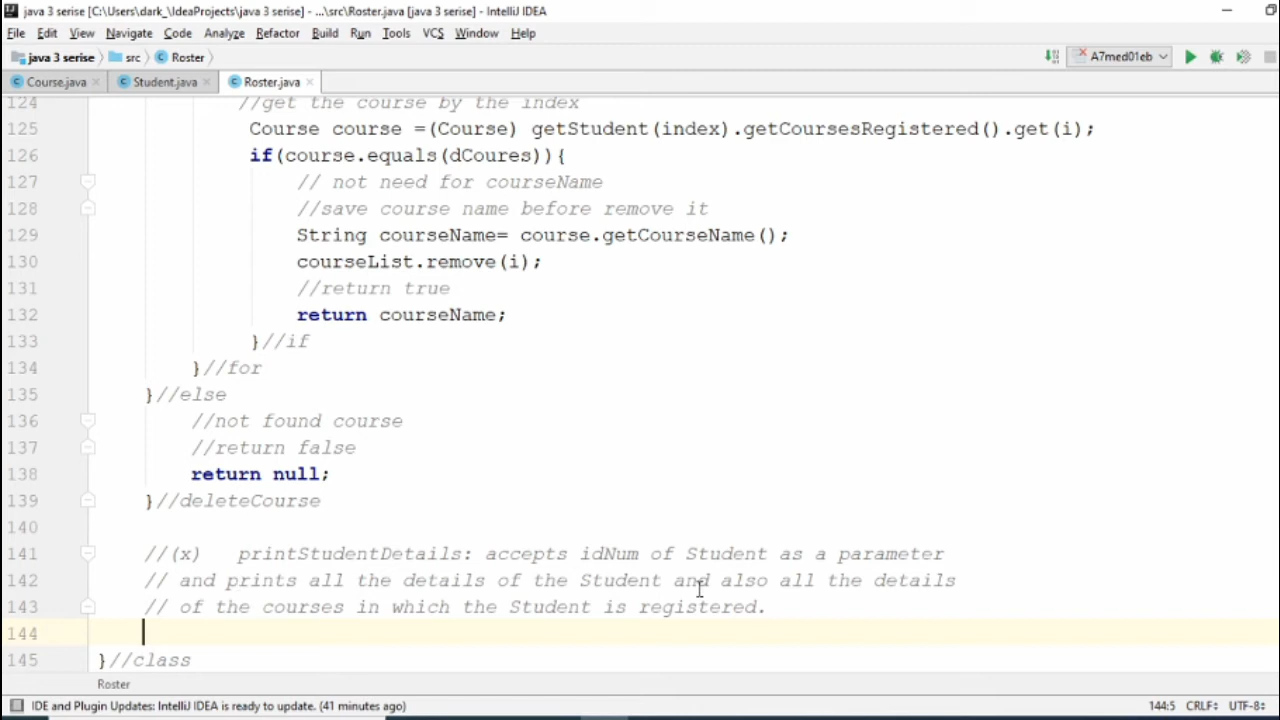 java 3 serise [C:\Users\dark_\IdeaProjects\java 3 serise] - ...\src\Roster.java [java 3 serise] - IntelliJ IDEA
File Edit View Navigate Code Analyze Refactor Build Run Tools VCS Window Help
java 3 serise src Roster A7med01eb
Course.java Student.java Roster.java
124 //get the course by the index
125 Course course =(Course) getStudent(index).getCoursesRegistered().get(i);
126 if(course.equals(dCoures)){
127 // not need for courseName
128 //save course name before remove it
129 String courseName= course.getCourseName();
130 courseList.remove(i);
131 //return true
132 return courseName;
133 }//if
134 }//for
135 }//else
136 //not found course
137 //return false
138 return null;
139 }//deleteCourse
140
141 //(x) printStudentDetails: accepts idNum of Student as a parameter
142 // and prints all the details of the Student and also all the details
143 // of the courses in which the Student is registered.
144
145 }//class
Roster
IDE and Plugin Updates: IntelliJ IDEA is ready to update. (41 minutes ago) 144:5 CRLF UTF-8